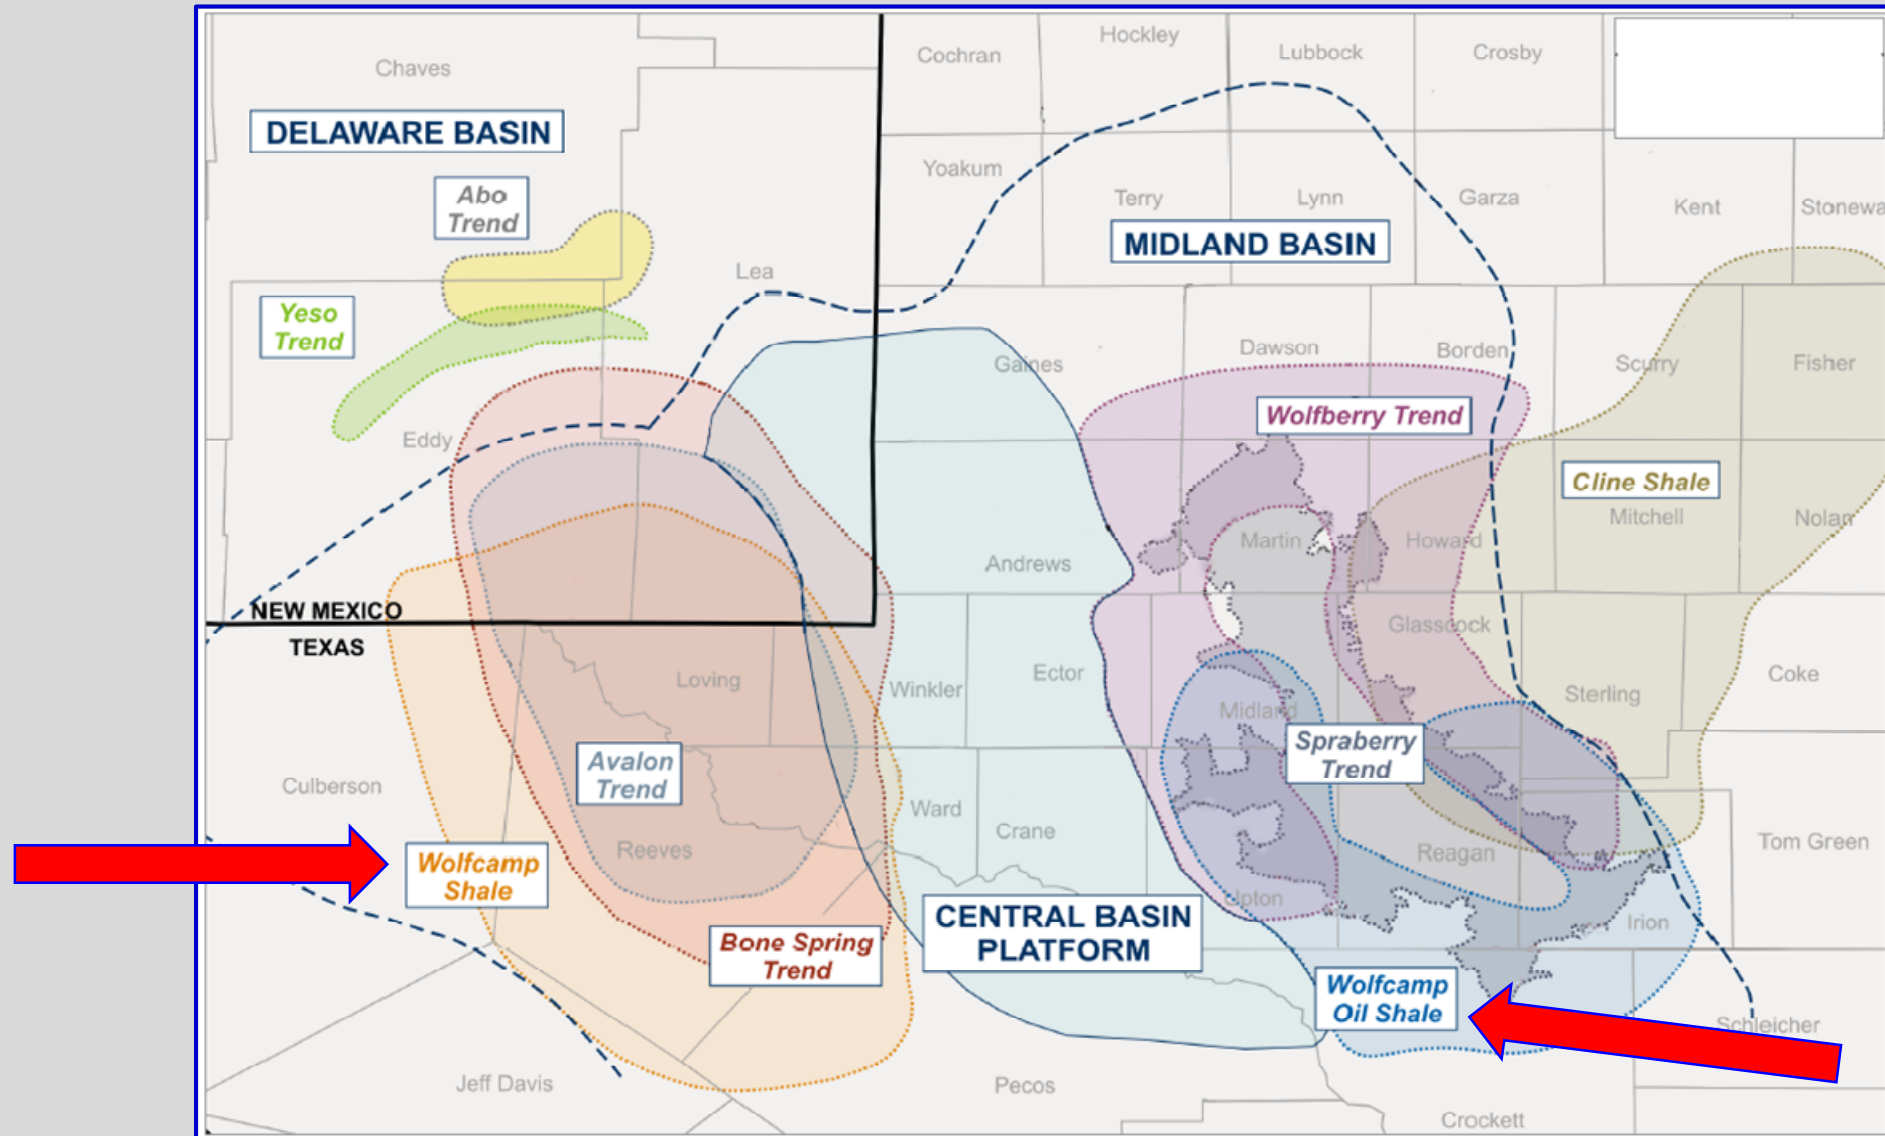 Chaves
Cochran
Hockley
Lubbock
Crosby
DELAWARE BASIN
Abo
Trend
Yoakum
Terry
Lynn
Garza
Kent
Stonewa
MIDLAND BASIN
Lea
Yeso
Trend
Gaines
Dawson
Borden
Scurry
Fisher
Wolfberry Trend
Eddy
Cline Shale
Mitchell
Nolan
Martin
Howard
Andrews
NEW MEXICO
TEXAS
Glasscock
Loving
Winkler
Ector
Midland
Sterling
Coke
Avalon
Trend
Spraberry
Trend
Culberson
Ward
Crane
Reeves
Reagan
Tom Green
Wolfcamp
Shale
Upton
CENTRAL BASIN
PLATFORM
Irion
Bone Spring
Trend
Wolfcamp
Oil Shale
Schleicher
Jeff Davis
Pecos
Crockett